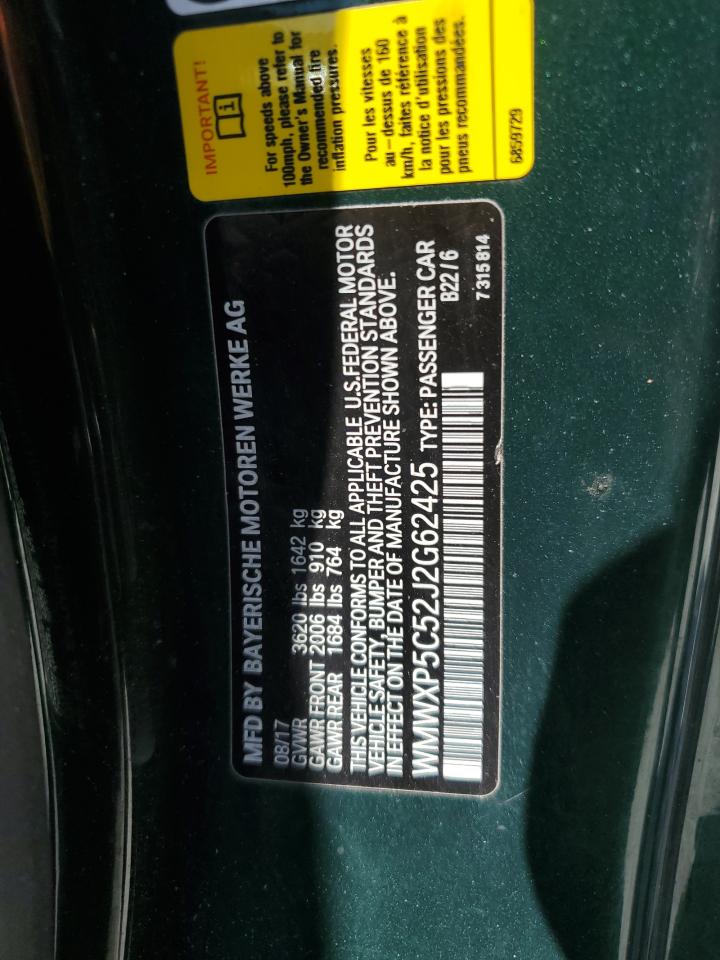 MFD BY BAYERISCHE MOTOREN WERKE AG
08/17
GVWR 3620 lbs 1642 kg
GAWR FRONT 2006 lbs 910 kg
GAWR REAR 1684 lbs 764 kg
THIS VEHICLE CONFORMS TO ALL APPLICABLE U.S. FEDERAL MOTOR
VEHICLE SAFETY, BUMPER AND THEFT PREVENTION STANDARDS
IN EFFECT ON THE DATE OF MANUFACTURE SHOWN ABOVE.
WMWXP5C52J2G62425 TYPE: PASSENGER CAR
B22/6
7 315 814
IMPORTANT!
i
For speeds above
100mph, please refer to
the Owner's Manual for
recommended tire
inflation pressures.
Pour les vitesses
au-dessus de 160
km/h, faites référence à
la notice d'utilisation
pour les pressions des
pneus recommandées.
6859729